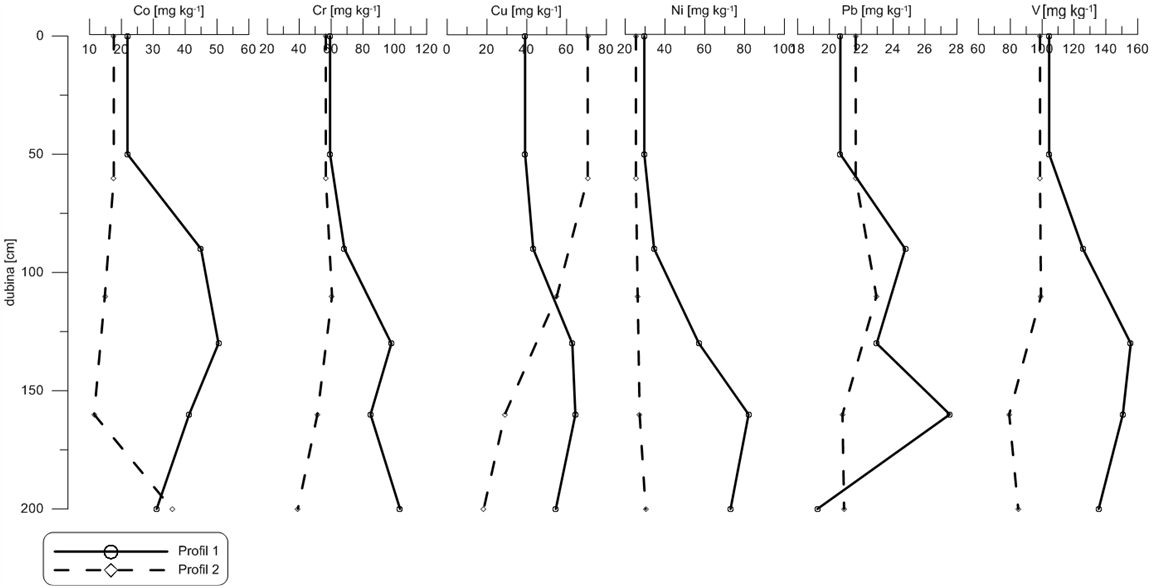 Co [mg kg-1] Cr [mg kg-1] Cu [mg kg-1] Ni [mg kg-1] Pb [mg kg-1] V [mg kg-1]
0
10 20 30 40 50 60 20 40 60 80 100 120 0 20 40 60 80 20 40 60 80 100 18 20 22 24 26 28 60 80 100 120 140 160
50
100
dubina [cm]
150
200
Profil 1
Profil 2